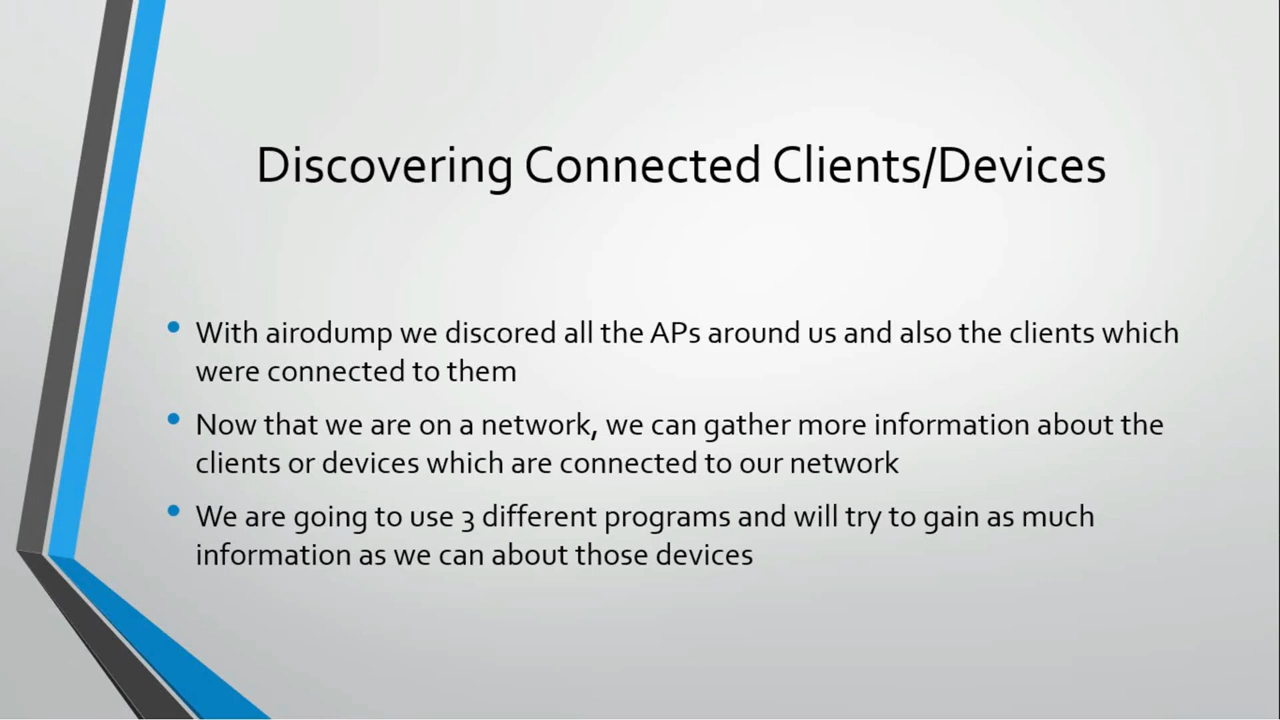 Discovering Connected Clients/Devices
• With airodump we discored all the APs around us and also the clients which
were connected to them
• Now that we are on a network, we can gather more information about the
clients or devices which are connected to our network
• We are going to use 3 different programs and will try to gain as much
information as we can about those devices